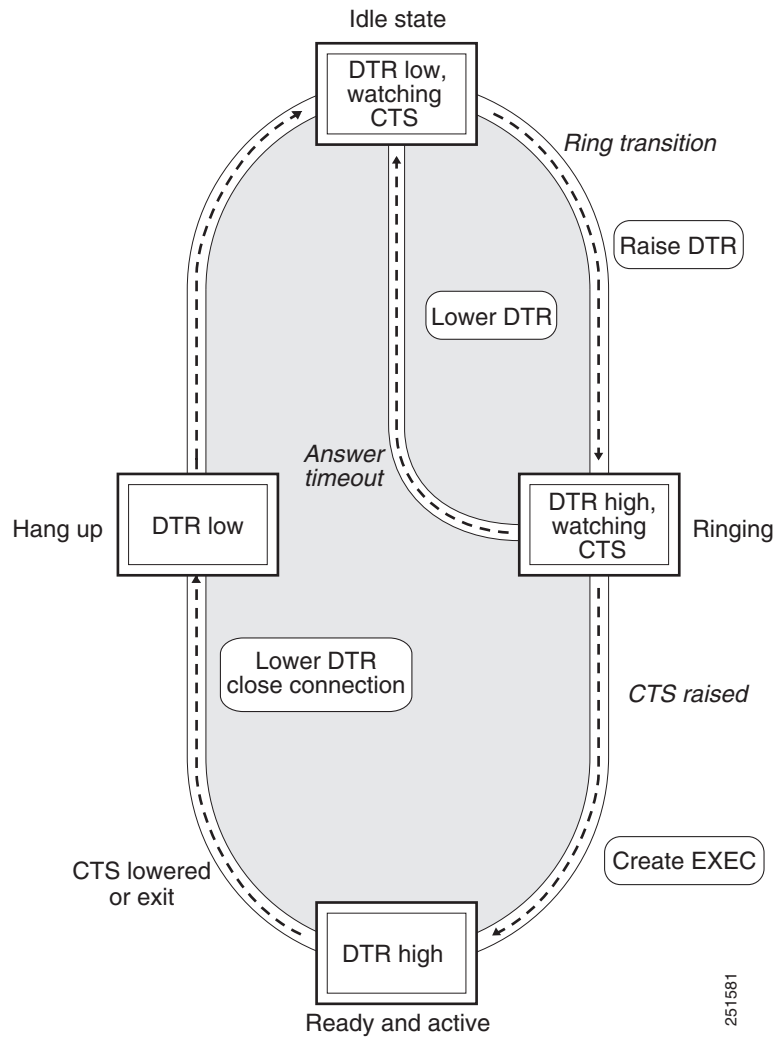 Idle state
DTR low,
watching
CTS
Ring transition
Raise DTR
Lower DTR
Answer
timeout
Hang up
DTR low
DTR high,
watching
CTS
Ringing
Lower DTR
close connection
CTS raised
CTS lowered
or exit
Create EXEC
DTR high
Ready and active
251581